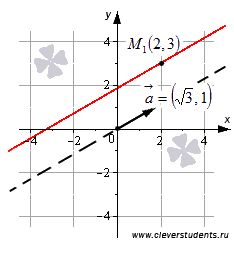 y
M₁(2, 3)
4
2
a⃗ = (√3, 1)
-4 -2 0 2 4 x
-2
-4
www.cleverstudents.ru